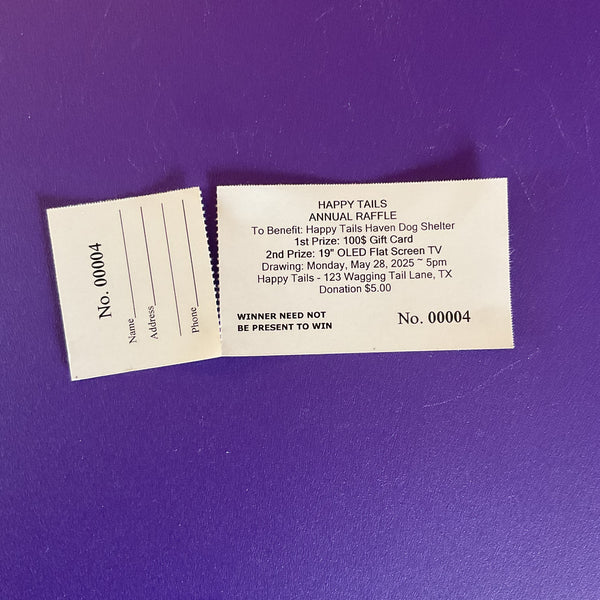 No. 00004
Name
Address
Phone
HAPPY TAILS
ANNUAL RAFFLE
To Benefit: Happy Tails Haven Dog Shelter
1st Prize: 100$ Gift Card
2nd Prize: 19" OLED Flat Screen TV
Drawing: Monday, May 28, 2025 ~ 5pm
Happy Tails - 123 Wagging Tail Lane, TX
Donation $5.00
WINNER NEED NOT
BE PRESENT TO WIN
No. 00004